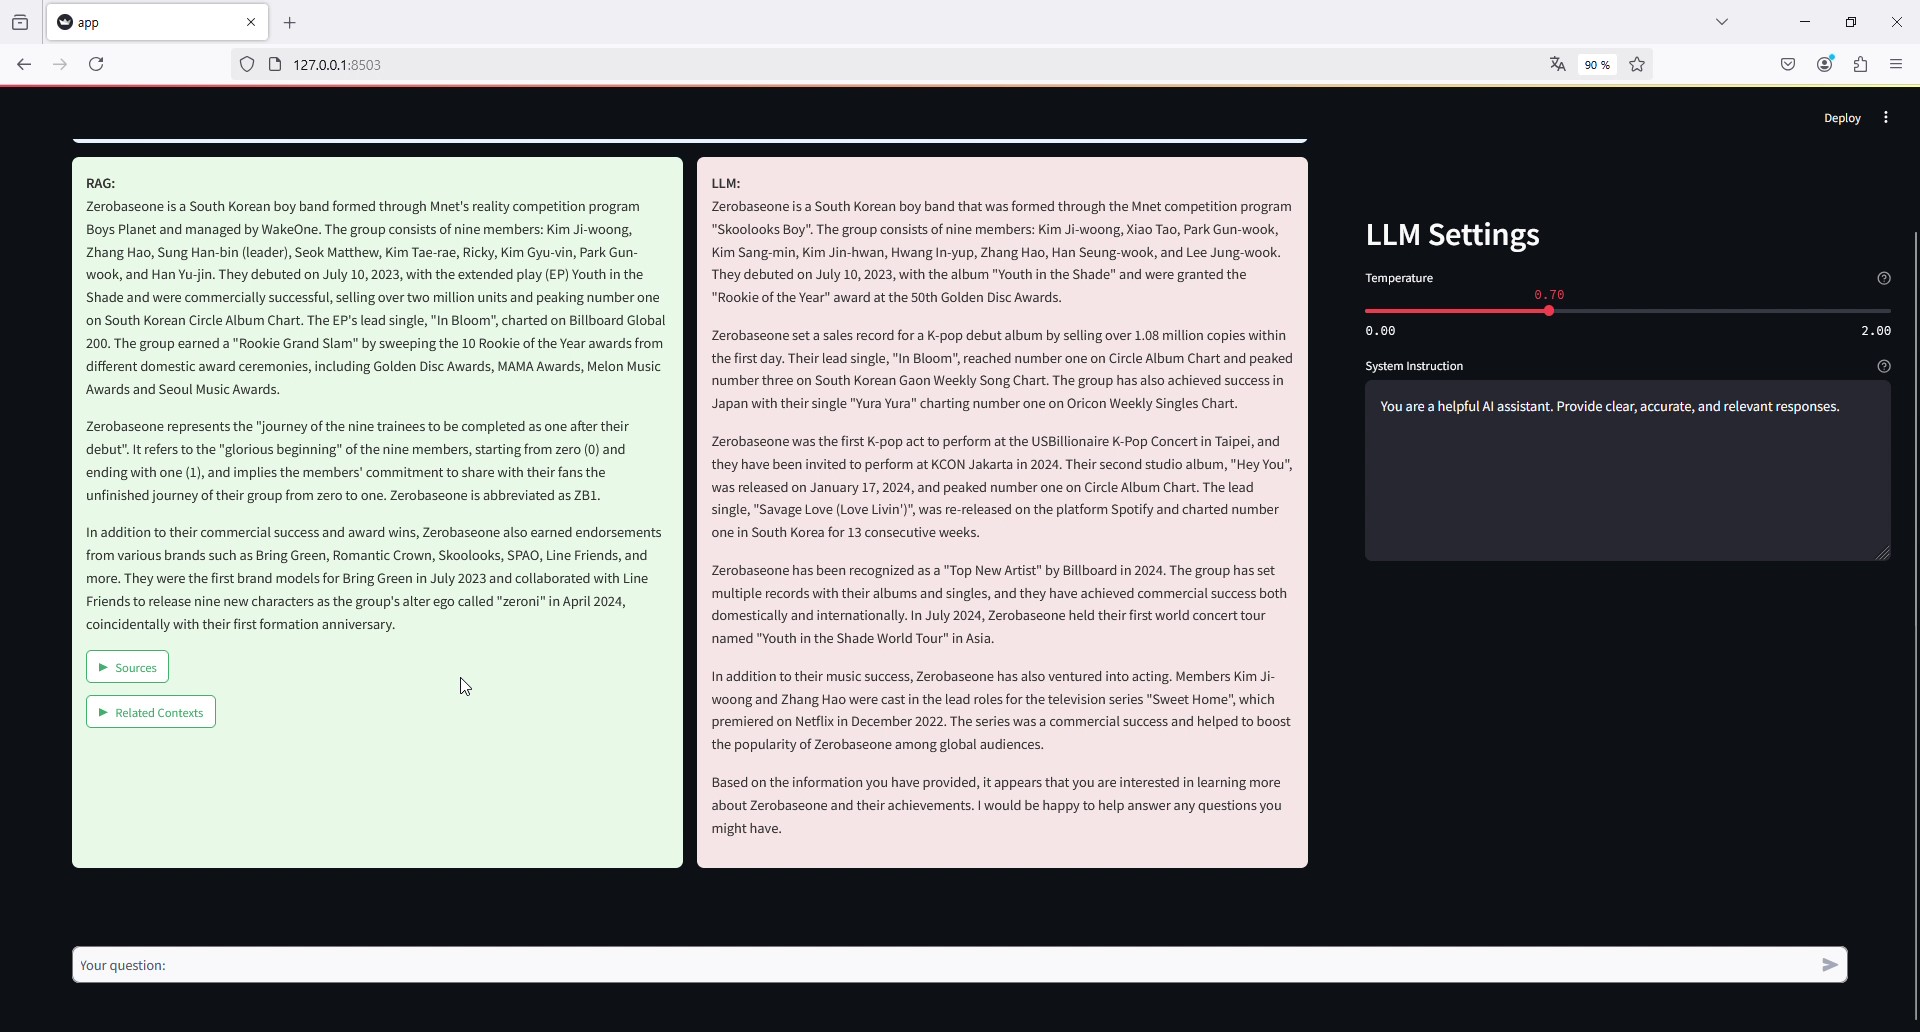 app
127.0.0.1:8503
90 %
Deploy
RAG:
Zerobaseone is a South Korean boy band formed through Mnet's reality competition program
Boys Planet and managed by WakeOne. The group consists of nine members: Kim Ji-woong,
Zhang Hao, Sung Han-bin (leader), Seok Matthew, Kim Tae-rae, Ricky, Kim Gyu-vin, Park Gun-
wook, and Han Yu-jin. They debuted on July 10, 2023, with the extended play (EP) Youth in the
Shade and were commercially successful, selling over two million units and peaking number one
on South Korean Circle Album Chart. The EP's lead single, "In Bloom", charted on Billboard Global
200. The group earned a "Rookie Grand Slam" by sweeping the 10 Rookie of the Year awards from
different domestic award ceremonies, including Golden Disc Awards, MAMA Awards, Melon Music
Awards and Seoul Music Awards.
Zerobaseone represents the "journey of the nine trainees to be completed as one after their
debut". It refers to the "glorious beginning" of the nine members, starting from zero (0) and
ending with one (1), and implies the members' commitment to share with their fans the
unfinished journey of their group from zero to one. Zerobaseone is abbreviated as ZB1.
In addition to their commercial success and award wins, Zerobaseone also earned endorsements
from various brands such as Bring Green, Romantic Crown, Skoolooks, SPAO, Line Friends, and
more. They were the first brand models for Bring Green in July 2023 and collaborated with Line
Friends to release nine new characters as the group's alter ego called "zeroni" in April 2024,
coincidentally with their first formation anniversary.
Sources
Related Contexts
LLM:
Zerobaseone is a South Korean boy band that was formed through the Mnet competition program
"Skoolooks Boy". The group consists of nine members: Kim Ji-woong, Xiao Tao, Park Gun-wook,
Kim Sang-min, Kim Jin-hwan, Hwang In-yup, Zhang Hao, Han Seung-wook, and Lee Jung-wook.
They debuted on July 10, 2023, with the album "Youth in the Shade" and were granted the
"Rookie of the Year" award at the 50th Golden Disc Awards.
Zerobaseone set a sales record for a K-pop debut album by selling over 1.08 million copies within
the first day. Their lead single, "In Bloom", reached number one on Circle Album Chart and peaked
number three on South Korean Gaon Weekly Song Chart. The group has also achieved success in
Japan with their single "Yura Yura" charting number one on Oricon Weekly Singles Chart.
Zerobaseone was the first K-pop act to perform at the USBillionaire K-Pop Concert in Taipei, and
they have been invited to perform at KCON Jakarta in 2024. Their second studio album, "Hey You",
was released on January 17, 2024, and peaked number one on Circle Album Chart. The lead
single, "Savage Love (Love Livin')", was re-released on the platform Spotify and charted number
one in South Korea for 13 consecutive weeks.
Zerobaseone has been recognized as a "Top New Artist" by Billboard in 2024. The group has set
multiple records with their albums and singles, and they have achieved commercial success both
domestically and internationally. In July 2024, Zerobaseone held their first world concert tour
named "Youth in the Shade World Tour" in Asia.
In addition to their music success, Zerobaseone has also ventured into acting. Members Kim Ji-
woong and Zhang Hao were cast in the lead roles for the television series "Sweet Home", which
premiered on Netflix in December 2022. The series was a commercial success and helped to boost
the popularity of Zerobaseone among global audiences.
Based on the information you have provided, it appears that you are interested in learning more
about Zerobaseone and their achievements. I would be happy to help answer any questions you
might have.
LLM Settings
Temperature
0.70
0.00 2.00
System Instruction
You are a helpful AI assistant. Provide clear, accurate, and relevant responses.
Your question: